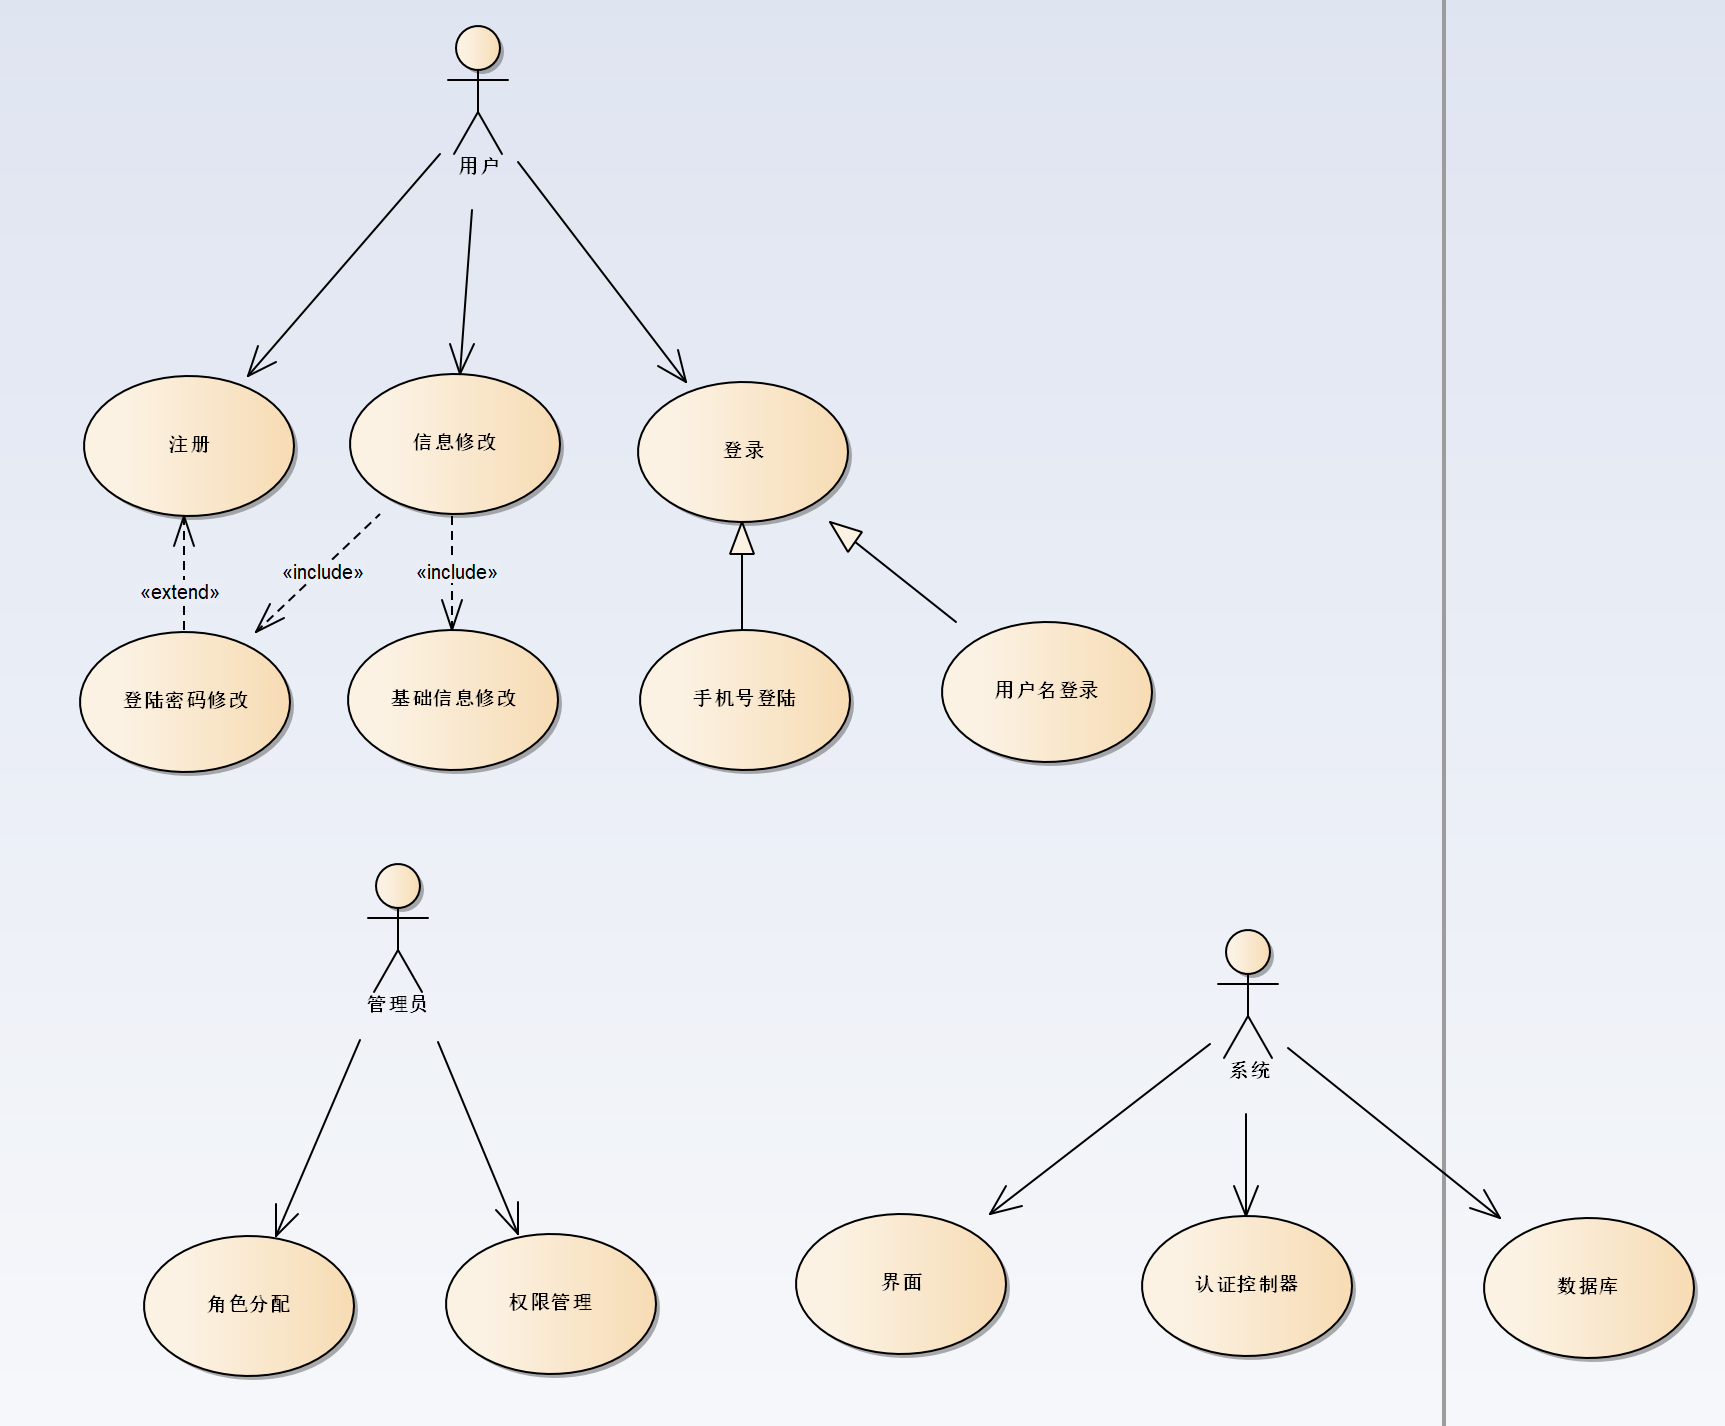 用户
注册
信息修改
登录
«extend»
«include»
«include»
登陆密码修改
基础信息修改
手机号登陆
用户名登录
管理员
系统
角色分配
权限管理
界面
认证控制器
数据库